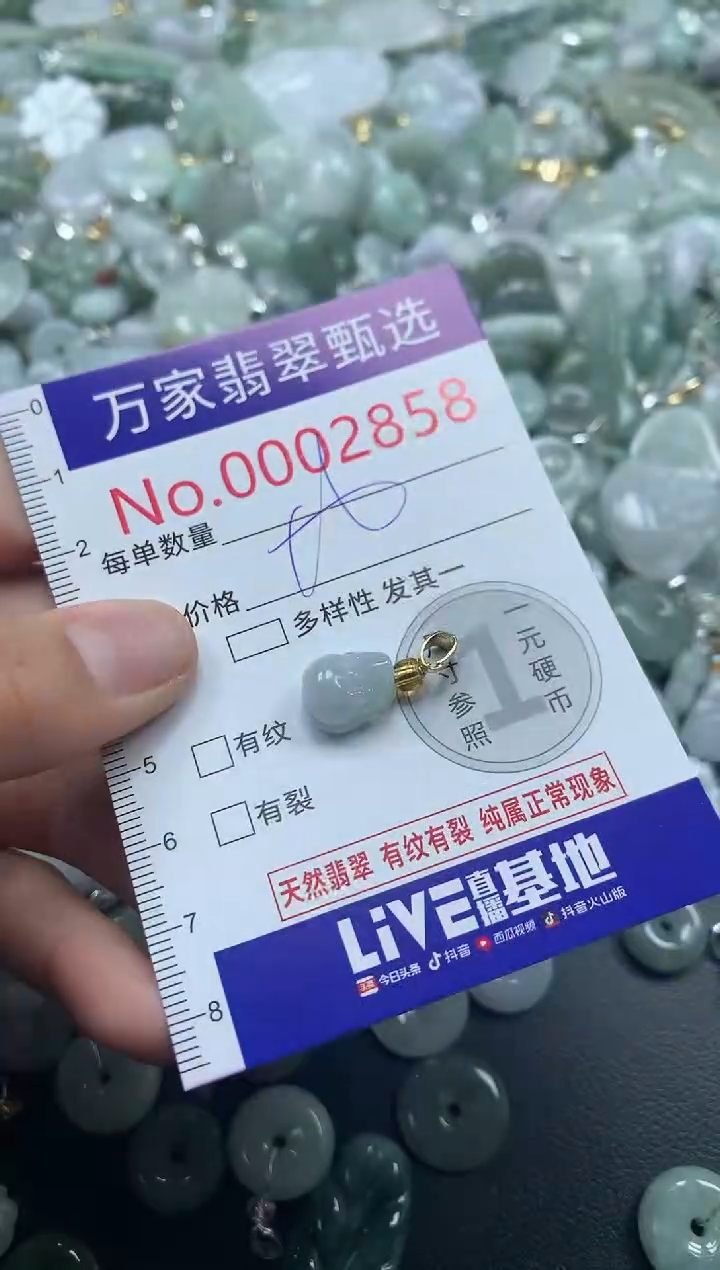 万家翡翠甄选
No.0002858
每单数量
价格
多样性 发其一
1
一元硬币
寸参照
有纹
有裂
天然翡翠 有纹有裂 纯属正常现象
LiVE直播基地
头条 今日头条 抖音 西瓜视频 抖音火山版
0
1
2
5
6
7
8